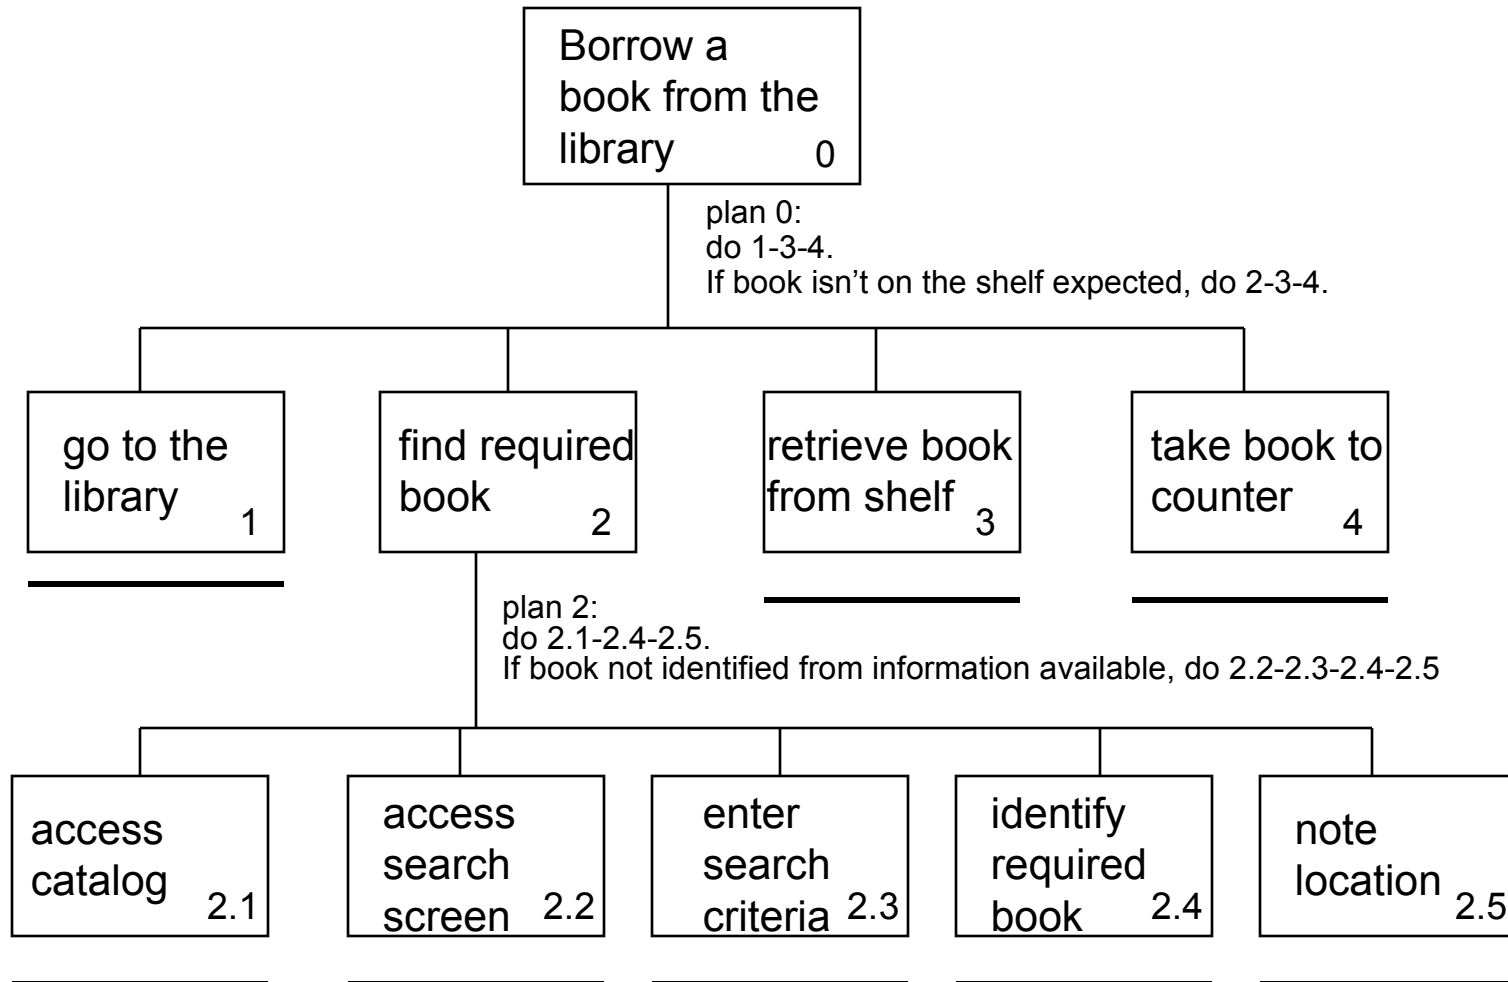 Borrow a
book from the
library 0
plan 0:
do 1-3-4.
If book isn’t on the shelf expected, do 2-3-4.
go to the
library 1
find required
book 2
retrieve book
from shelf 3
take book to
counter 4
plan 2:
do 2.1-2.4-2.5.
If book not identified from information available, do 2.2-2.3-2.4-2.5
access
catalog 2.1
access
search
screen 2.2
enter
search
criteria 2.3
identify
required
book 2.4
note
location 2.5